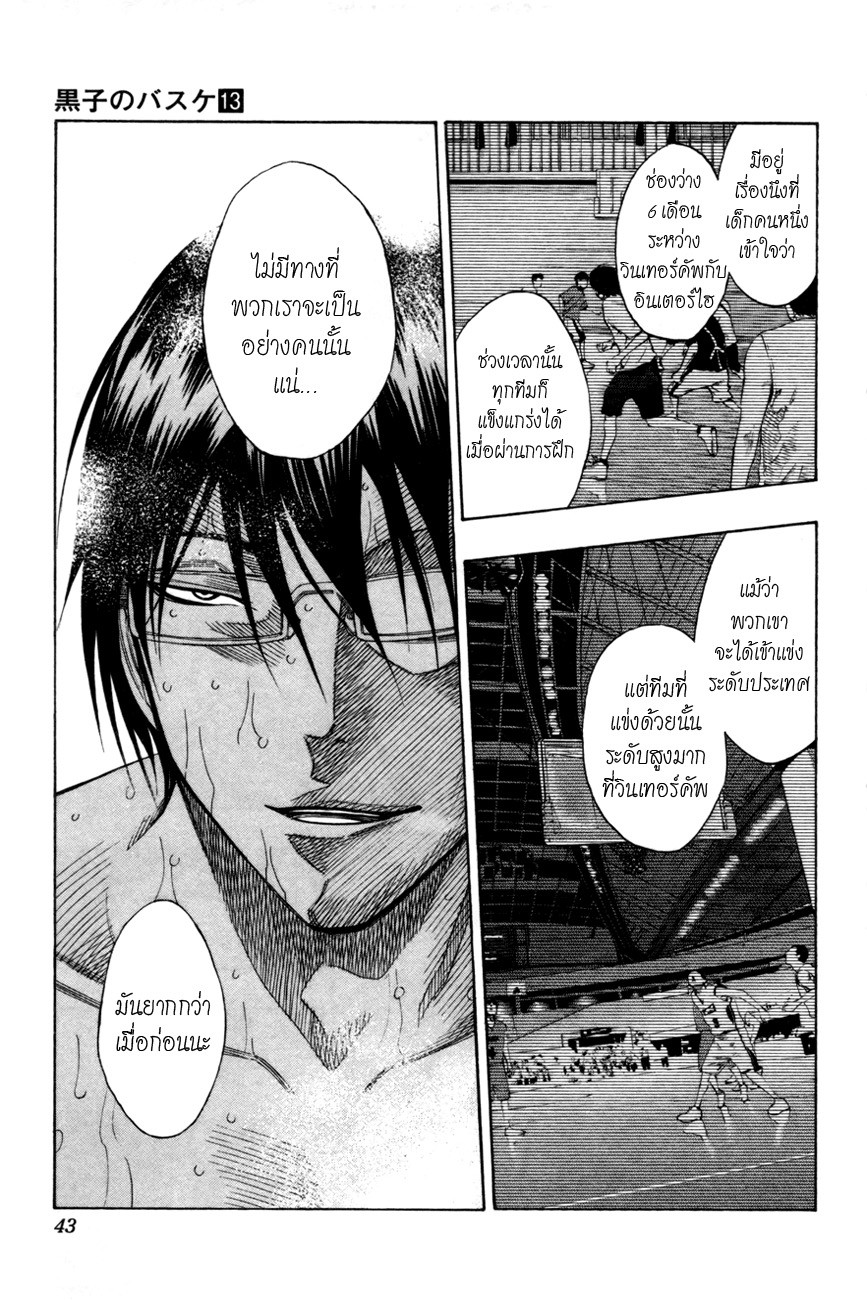 黒子のバスケ13
มีอยู่
เรื่องนึงที่
เด็กคนหนึ่ง
เข้าใจว่า
ช่องว่าง
6 เดือน
ระหว่าง
วินเทอร์คัพกับ
อินเตอร์ไฮ
ช่วงเวลานั้น
ทุกทีมก็
แข็งแกร่งได้
เมื่อผ่านการฝึก
แม้ว่า
พวกเขา
จะได้เข้าแข่ง
ระดับประเทศ
แต่ทีมที่
แข่งด้วยนั้น
ระดับสูงมาก
ที่วินเทอร์คัพ
ไม่มีทางที่
พวกเราจะเป็น
อย่างคนนั้น
แน่...
มันยากกว่า
เมื่อก่อนนะ
43